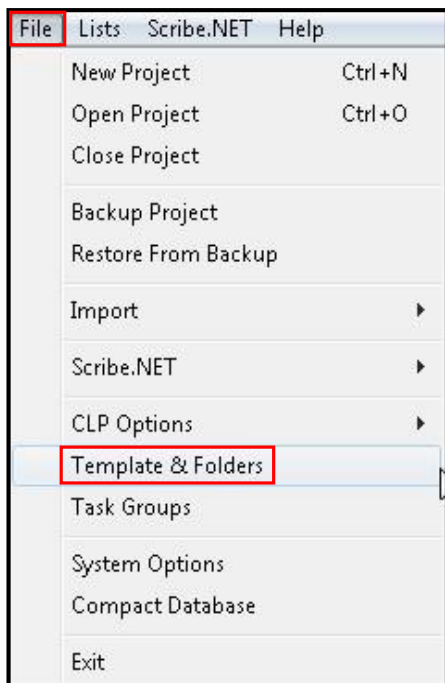 File Lists Scribe.NET Help
New Project Ctrl+N
Open Project Ctrl+O
Close Project
Backup Project
Restore From Backup
Import
Scribe.NET
CLP Options
Template & Folders
Task Groups
System Options
Compact Database
Exit